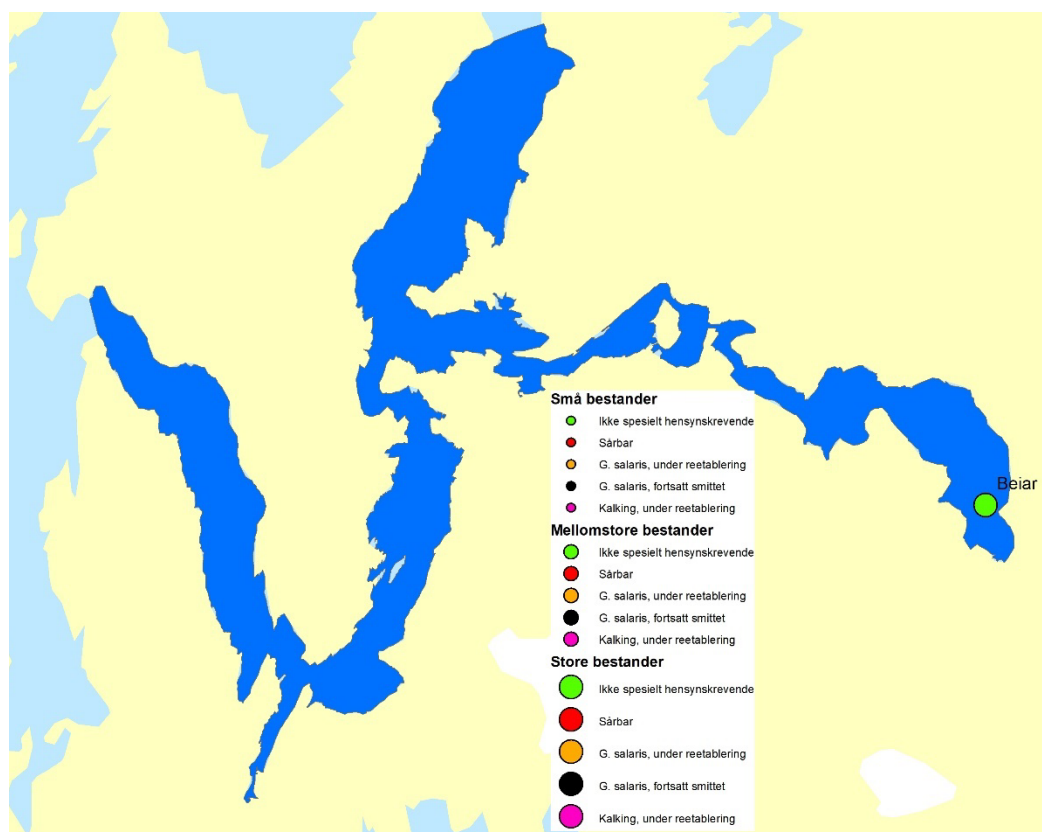 Beiar
Små bestander
Ikke spesielt hensynskrevende
Sårbar
G. salaris, under reetablering
G. salaris, fortsatt smittet
Kalking, under reetablering
Mellomstore bestander
Ikke spesielt hensynskrevende
Sårbar
G. salaris, under reetablering
G. salaris, fortsatt smittet
Kalking, under reetablering
Store bestander
Ikke spesielt hensynskrevende
Sårbar
G. salaris, under reetablering
G. salaris, fortsatt smittet
Kalking, under reetablering